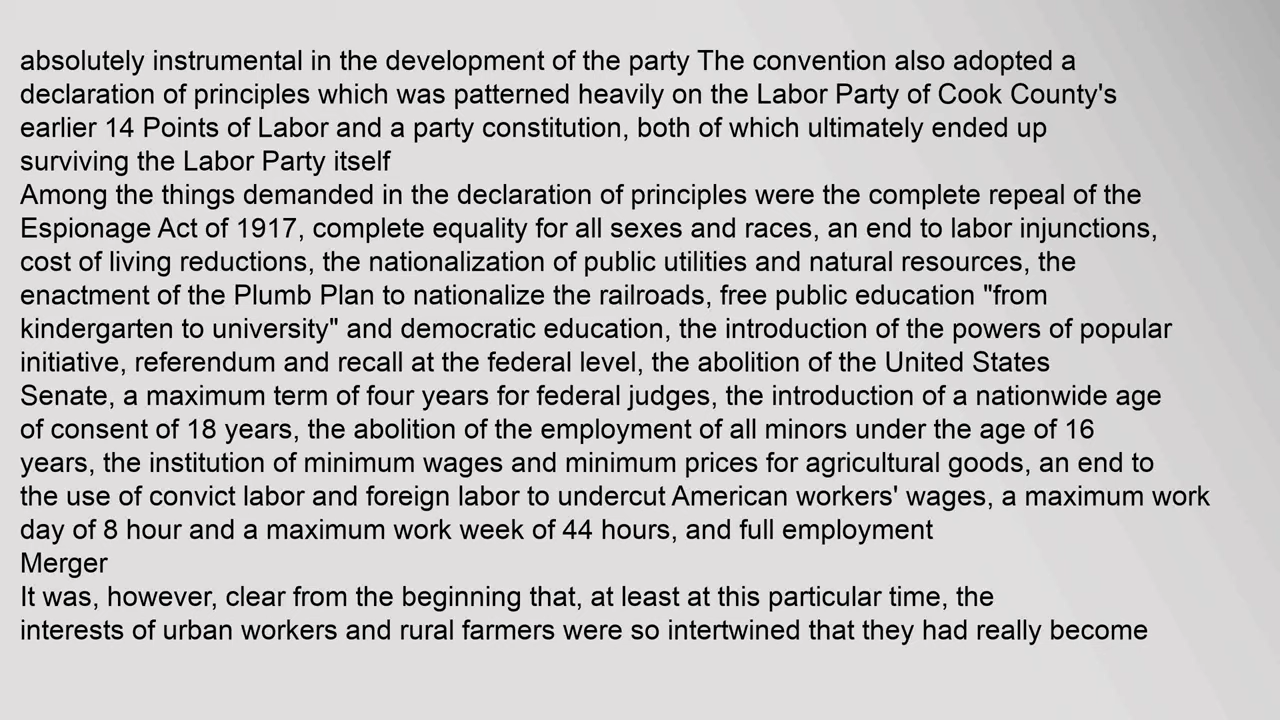 absolutely instrumental in the development of the party The convention also adopted a
declaration of principles which was patterned heavily on the Labor Party of Cook County's
earlier 14 Points of Labor and a party constitution, both of which ultimately ended up
surviving the Labor Party itself
Among the things demanded in the declaration of principles were the complete repeal of the
Espionage Act of 1917, complete equality for all sexes and races, an end to labor injunctions,
cost of living reductions, the nationalization of public utilities and natural resources, the
enactment of the Plumb Plan to nationalize the railroads, free public education "from
kindergarten to university" and democratic education, the introduction of the powers of popular
initiative, referendum and recall at the federal level, the abolition of the United States
Senate, a maximum term of four years for federal judges, the introduction of a nationwide age
of consent of 18 years, the abolition of the employment of all minors under the age of 16
years, the institution of minimum wages and minimum prices for agricultural goods, an end to
the use of convict labor and foreign labor to undercut American workers' wages, a maximum work
day of 8 hour and a maximum work week of 44 hours, and full employment
Merger
It was, however, clear from the beginning that, at least at this particular time, the
interests of urban workers and rural farmers were so intertwined that they had really become